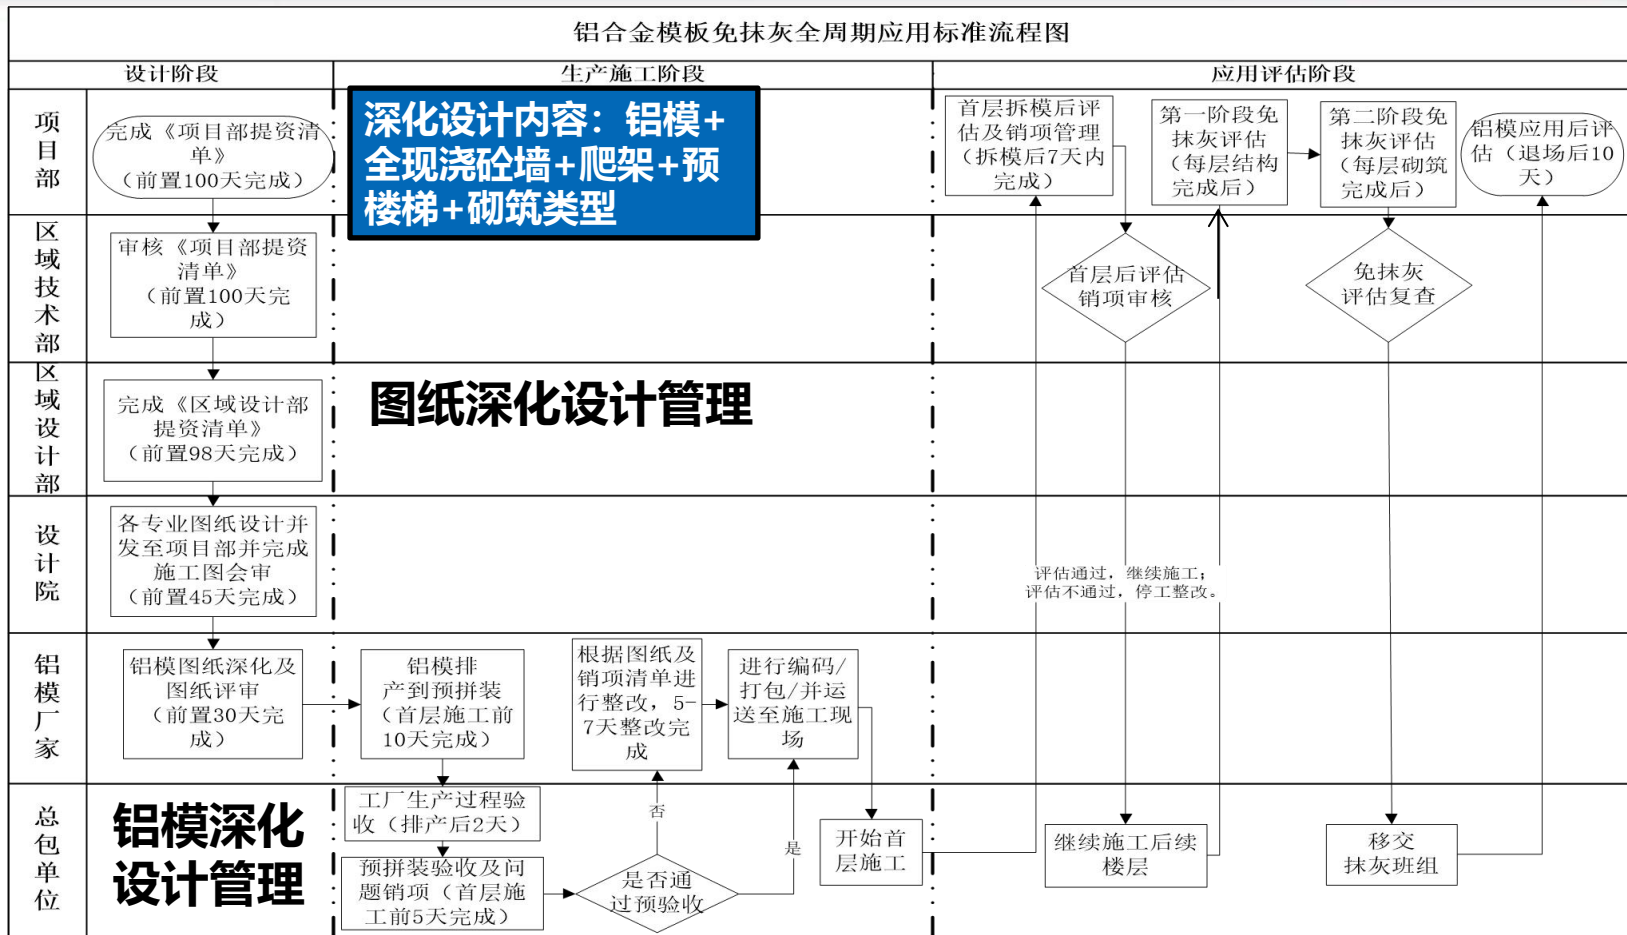 铝合金模板免抹灰全周期应用标准流程图
设计阶段
生产施工阶段
应用评估阶段
项
目
部
完成《项目部提资清
单》
（前置100天完成）
深化设计内容：铝模+
全现浇砼墙+爬架+预
楼梯+砌筑类型
首层拆模后评
估及销项管理
（拆模后7天内
完成）
第一阶段免
抹灰评估
（每层结构
完成后）
第二阶段免
抹灰评估
（每层砌筑
完成后）
铝模应用后评
估（退场后10
天）
区
域
技
术
部
审核《项目部提资
清单》
（前置100天完
成）
首层后评估
销项审核
免抹灰
评估复查
区
域
设
计
部
完成《区域设计部
提资清单》
（前置98天完成）
图纸深化设计管理
设
计
院
各专业图纸设计并
发至项目部并完成
施工图会审
（前置45天完成）
评估通过，继续施工；
评估不通过，停工整改。
铝
模
厂
家
铝模图纸深化及
图纸评审
（前置30天完
成）
铝模排
产到预拼装
（首层施工前
10天完成）
根据图纸及
销项清单进
行整改，5-
7天整改完
成
进行编码/
打包/并运
送至施工现
场
总
包
单
位
铝模深化
设计管理
工厂生产过程验
收（排产后2天）
预拼装验收及问
题销项（首层施
工前5天完成）
否
是否通
过预验收
是
开始首
层施工
继续施工后续
楼层
移交
抹灰班组